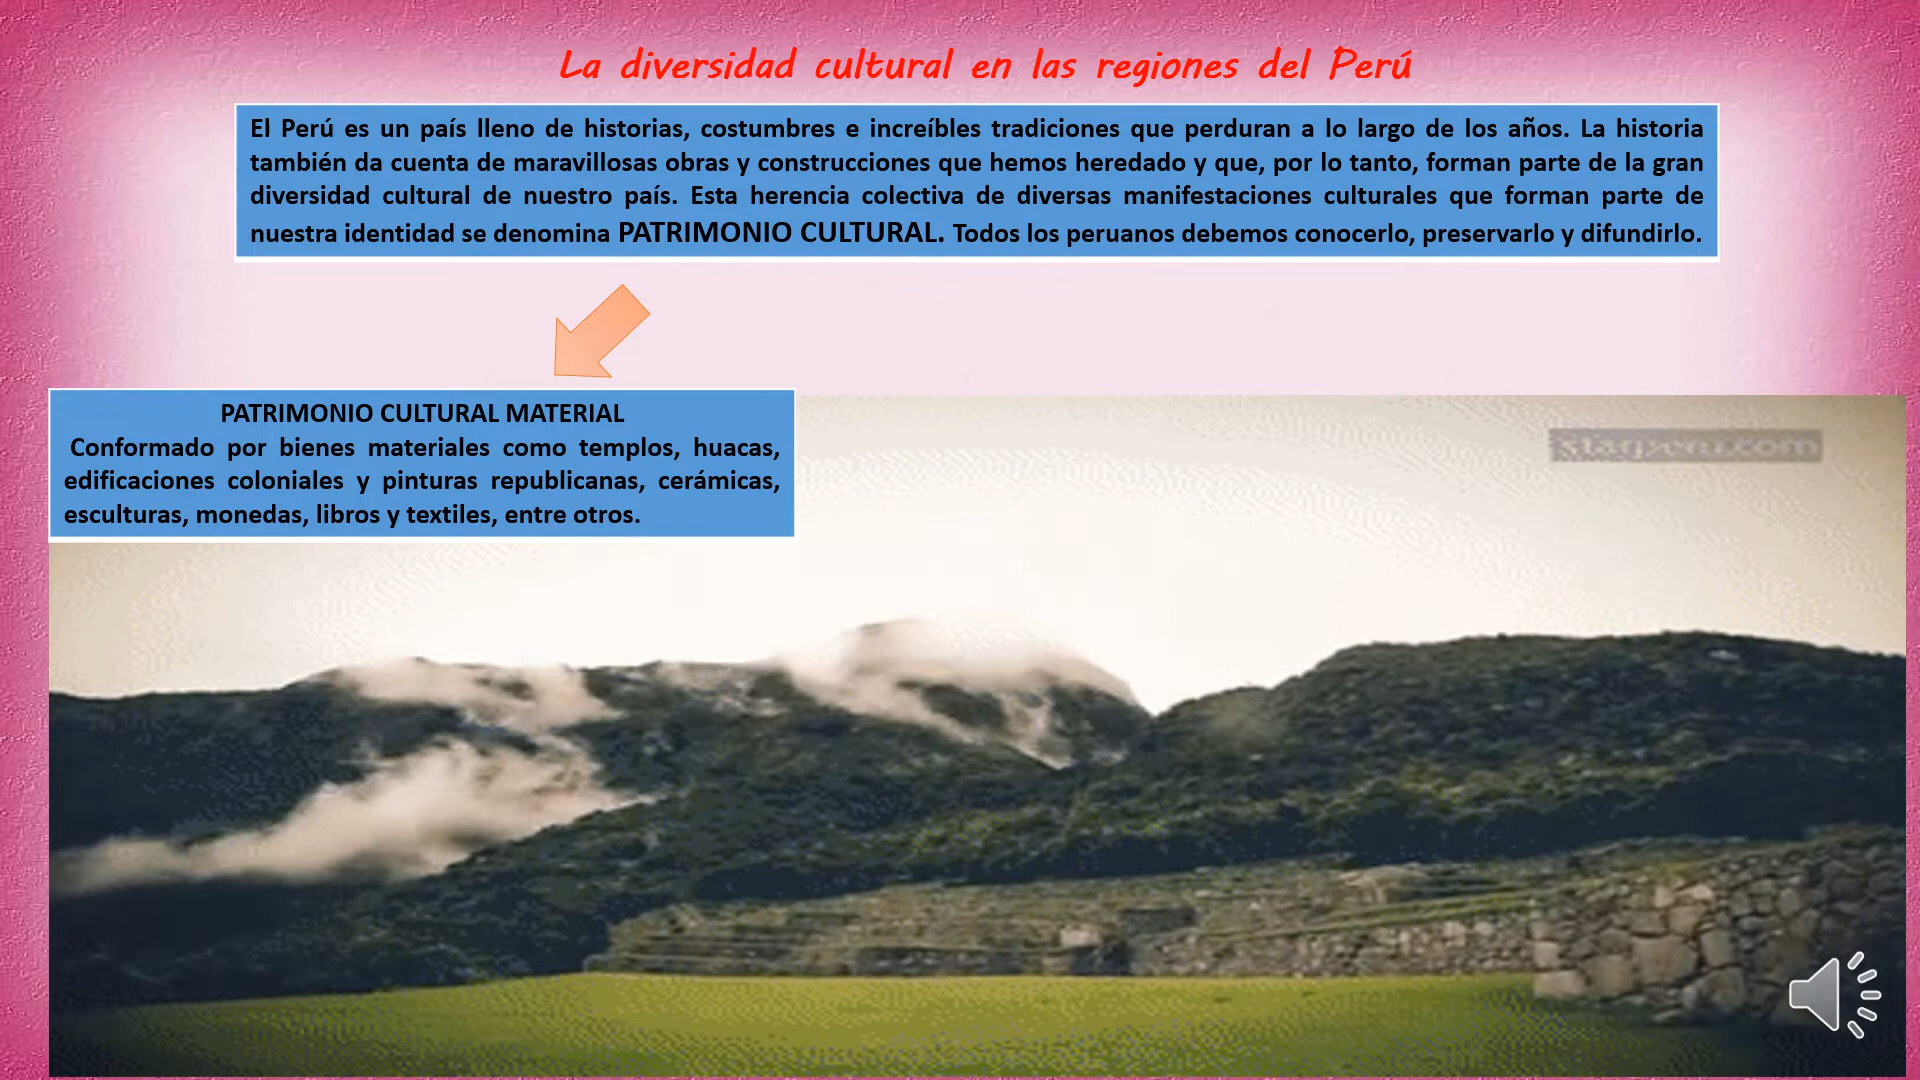 La diversidad cultural en las regiones del Perú
El Perú es un país lleno de historias, costumbres e increíbles tradiciones que perduran a lo largo de los años. La historia
también da cuenta de maravillosas obras y construcciones que hemos heredado y que, por lo tanto, forman parte de la gran
diversidad cultural de nuestro país. Esta herencia colectiva de diversas manifestaciones culturales que forman parte de
nuestra identidad se denomina PATRIMONIO CULTURAL. Todos los peruanos debemos conocerlo, preservarlo y difundirlo.
PATRIMONIO CULTURAL MATERIAL
Conformado por bienes materiales como templos, huacas,
edificaciones coloniales y pinturas republicanas, cerámicas,
esculturas, monedas, libros y textiles, entre otros.